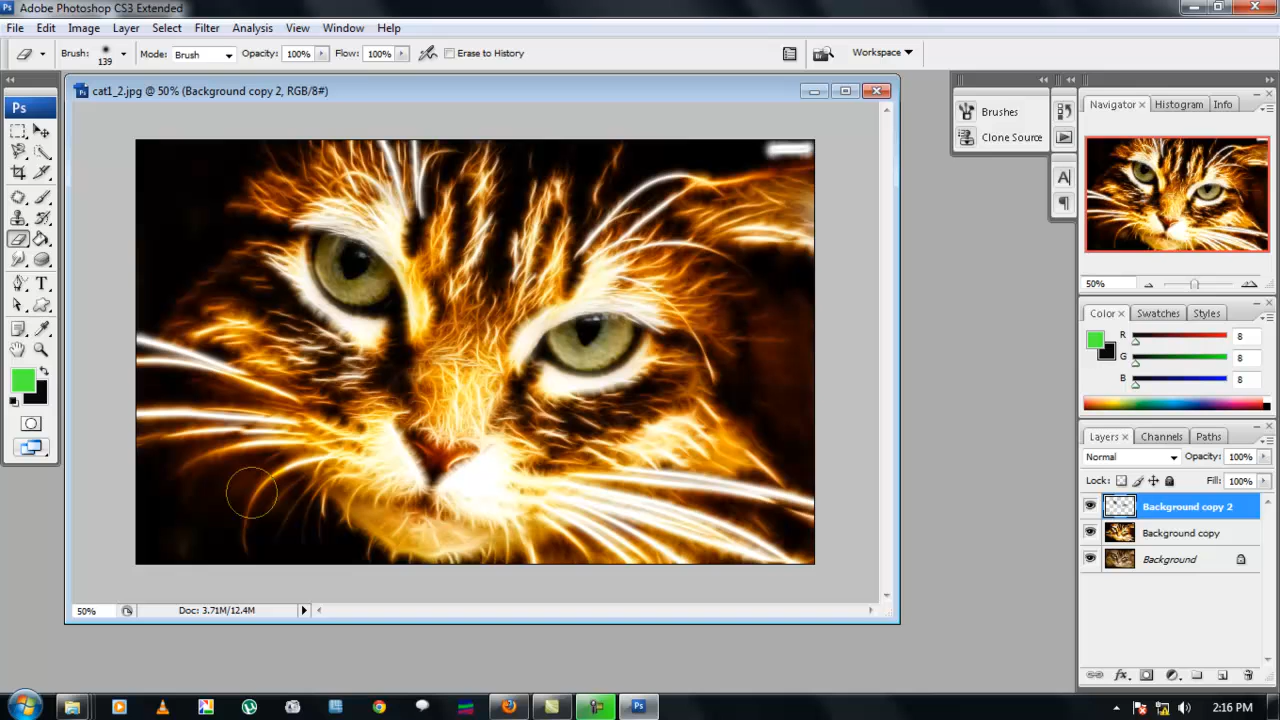 Adobe Photoshop CS3 Extended
File Edit Image Layer Select Filter Analysis View Window Help
Brush: 139 Mode: Brush Opacity: 100% Flow: 100% Erase to History Workspace
Ps
cat1_2.jpg @ 50% (Background copy 2, RGB/8#)
Brushes
Clone Source
Navigator Histogram Info
50%
Color Swatches Styles
R 8
G 8
B 8
Layers Channels Paths
Normal Opacity: 100%
Lock: Fill: 100%
Background copy 2
Background copy
Background
50% Doc: 3.71M/12.4M
2:16 PM